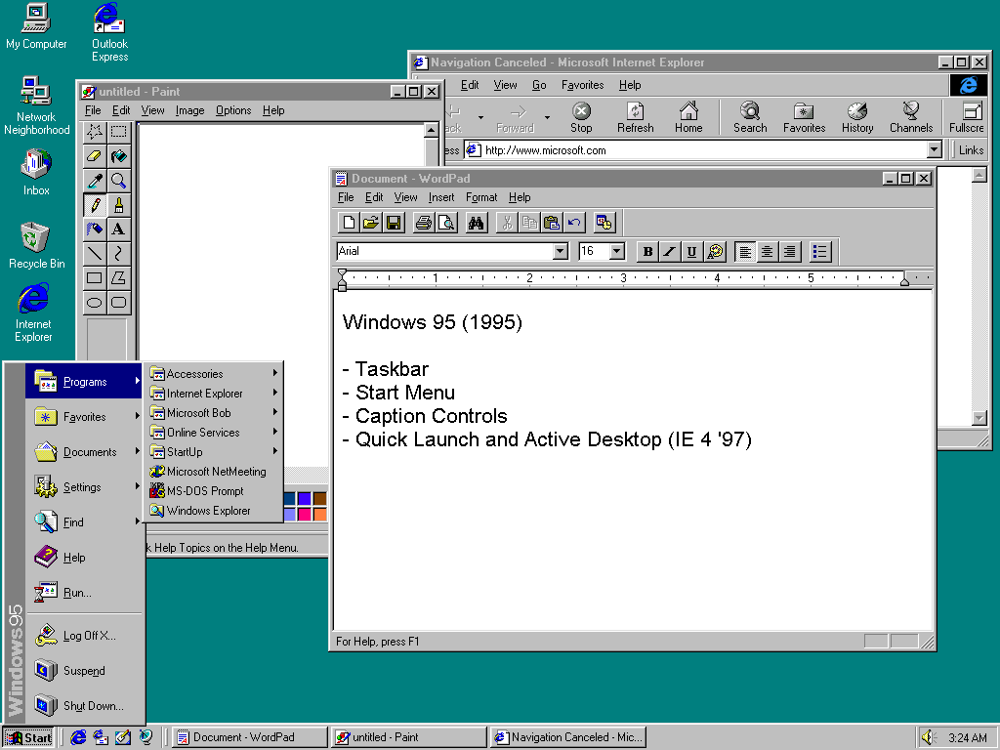 My Computer
Outlook
Express
Network
Neighborhood
Inbox
Recycle Bin
Internet
Explorer
Navigation Canceled - Microsoft Internet Explorer
Edit View Go Favorites Help
ack Forward Stop Refresh Home Search Favorites History Channels Fullscre
ess http://www.microsoft.com Links
untitled - Paint
File Edit View Image Options Help
A
k Help Topics on the Help Menu.
Document - WordPad
File Edit View Insert Format Help
Arial 16 B I U
1 2 3 4 5
Windows 95 (1995)
- Taskbar
- Start Menu
- Caption Controls
- Quick Launch and Active Desktop (IE 4 '97)
For Help, press F1
Programs
Favorites
Documents
Settings
Find
Help
Run...
Log Off X...
Suspend
Shut Down...
Windows95
Accessories
Internet Explorer
Microsoft Bob
Online Services
StartUp
Microsoft NetMeeting
MS-DOS Prompt
Windows Explorer
Start Document - WordPad untitled - Paint Navigation Canceled - Mic... 3:24 AM